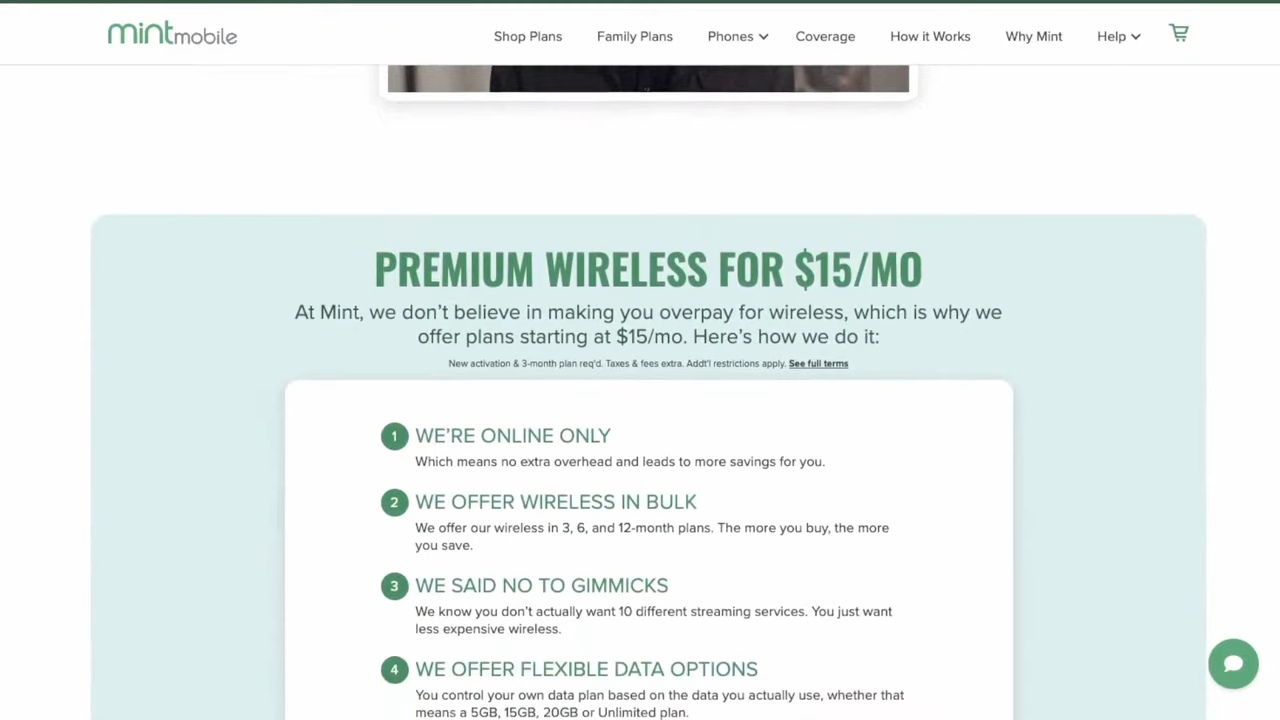 mintmobile
Shop Plans
Family Plans
Phones
Coverage
How it Works
Why Mint
Help
PREMIUM WIRELESS FOR $15/MO
At Mint, we don't believe in making you overpay for wireless, which is why we
offer plans starting at $15/mo. Here's how we do it:
New activation & 3-month plan req'd. Taxes & fees extra. Addt'l restrictions apply. See full terms
1 WE'RE ONLINE ONLY
Which means no extra overhead and leads to more savings for you.
2 WE OFFER WIRELESS IN BULK
We offer our wireless in 3, 6, and 12-month plans. The more you buy, the more
you save.
3 WE SAID NO TO GIMMICKS
We know you don't actually want 10 different streaming services. You just want
less expensive wireless.
4 WE OFFER FLEXIBLE DATA OPTIONS
You control your own data plan based on the data you actually use, whether that
means a 5GB, 15GB, 20GB or Unlimited plan.